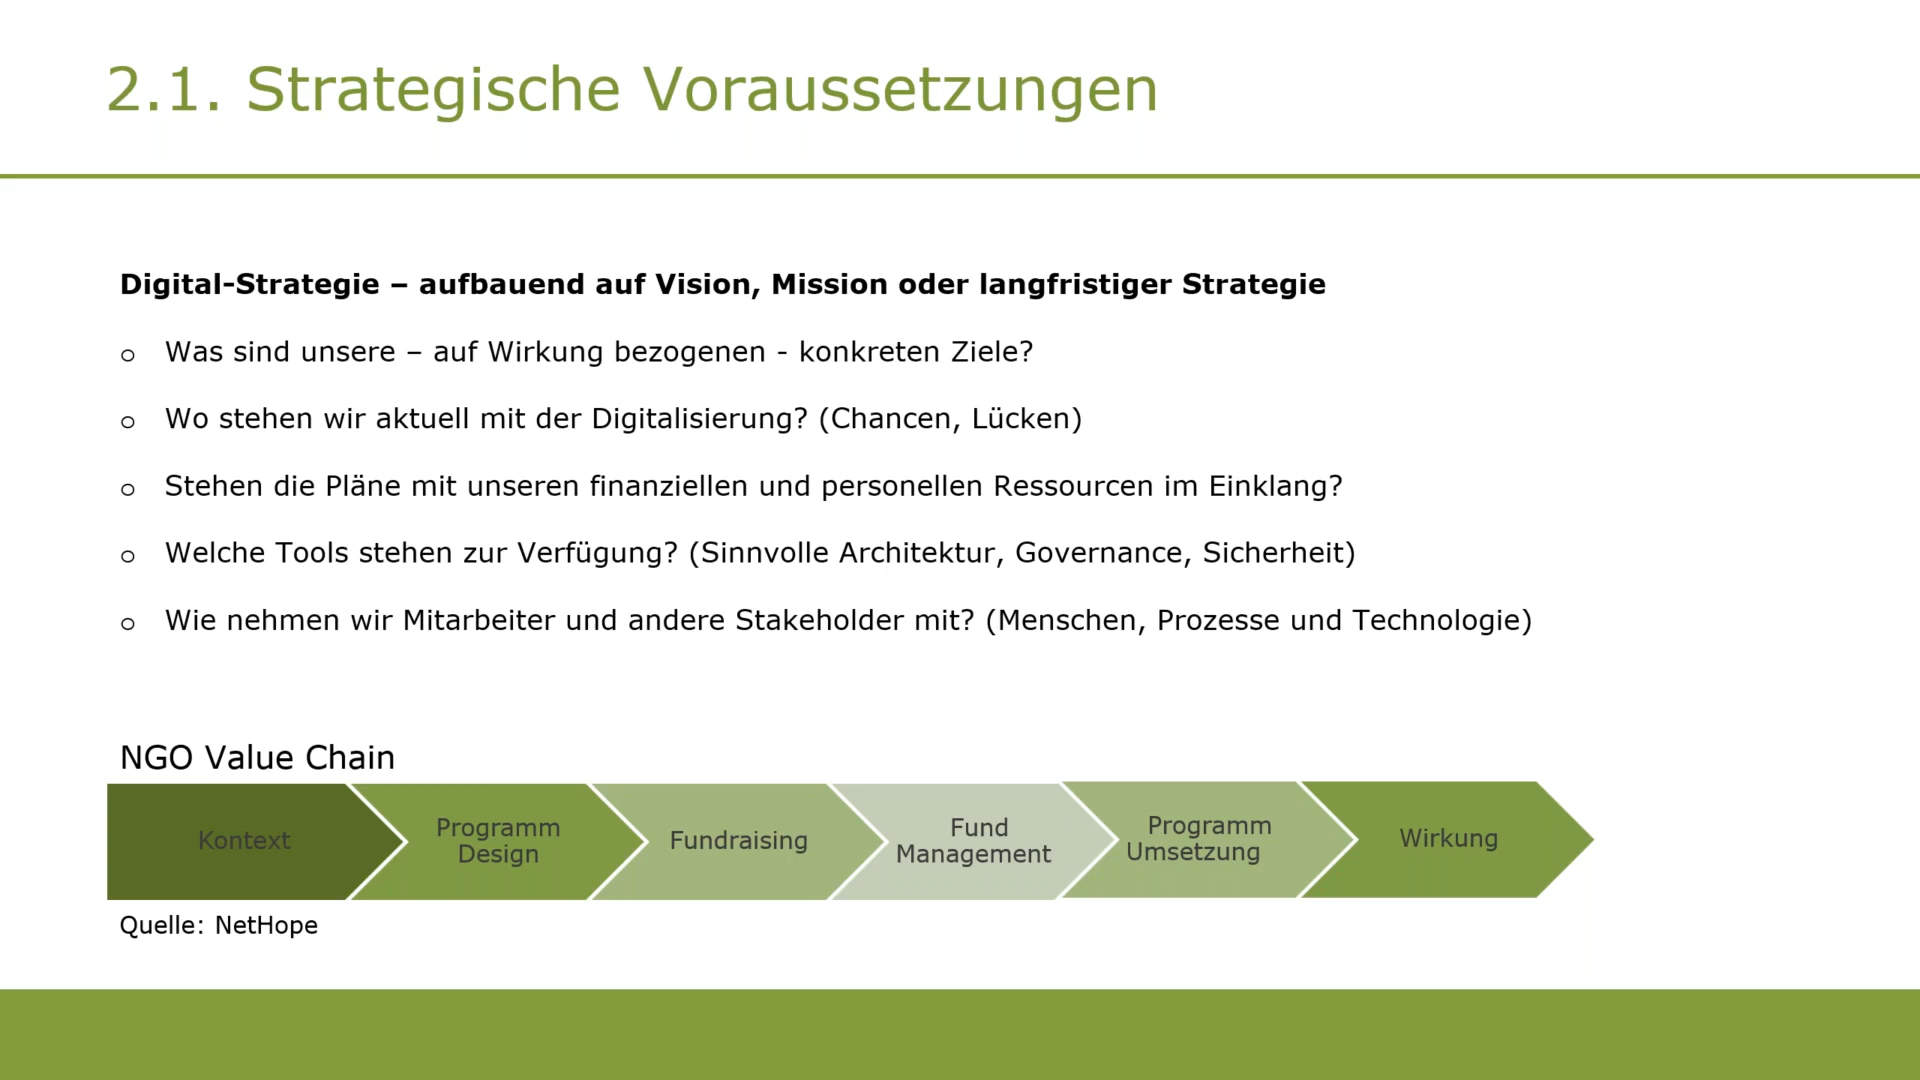 2.1. Strategische Voraussetzungen
Digital-Strategie – aufbauend auf Vision, Mission oder langfristiger Strategie
o Was sind unsere – auf Wirkung bezogenen - konkreten Ziele?
o Wo stehen wir aktuell mit der Digitalisierung? (Chancen, Lücken)
o Stehen die Pläne mit unseren finanziellen und personellen Ressourcen im Einklang?
o Welche Tools stehen zur Verfügung? (Sinnvolle Architektur, Governance, Sicherheit)
o Wie nehmen wir Mitarbeiter und andere Stakeholder mit? (Menschen, Prozesse und Technologie)
NGO Value Chain
Kontext
Programm
Design
Fundraising
Fund
Management
Programm
Umsetzung
Wirkung
Quelle: NetHope